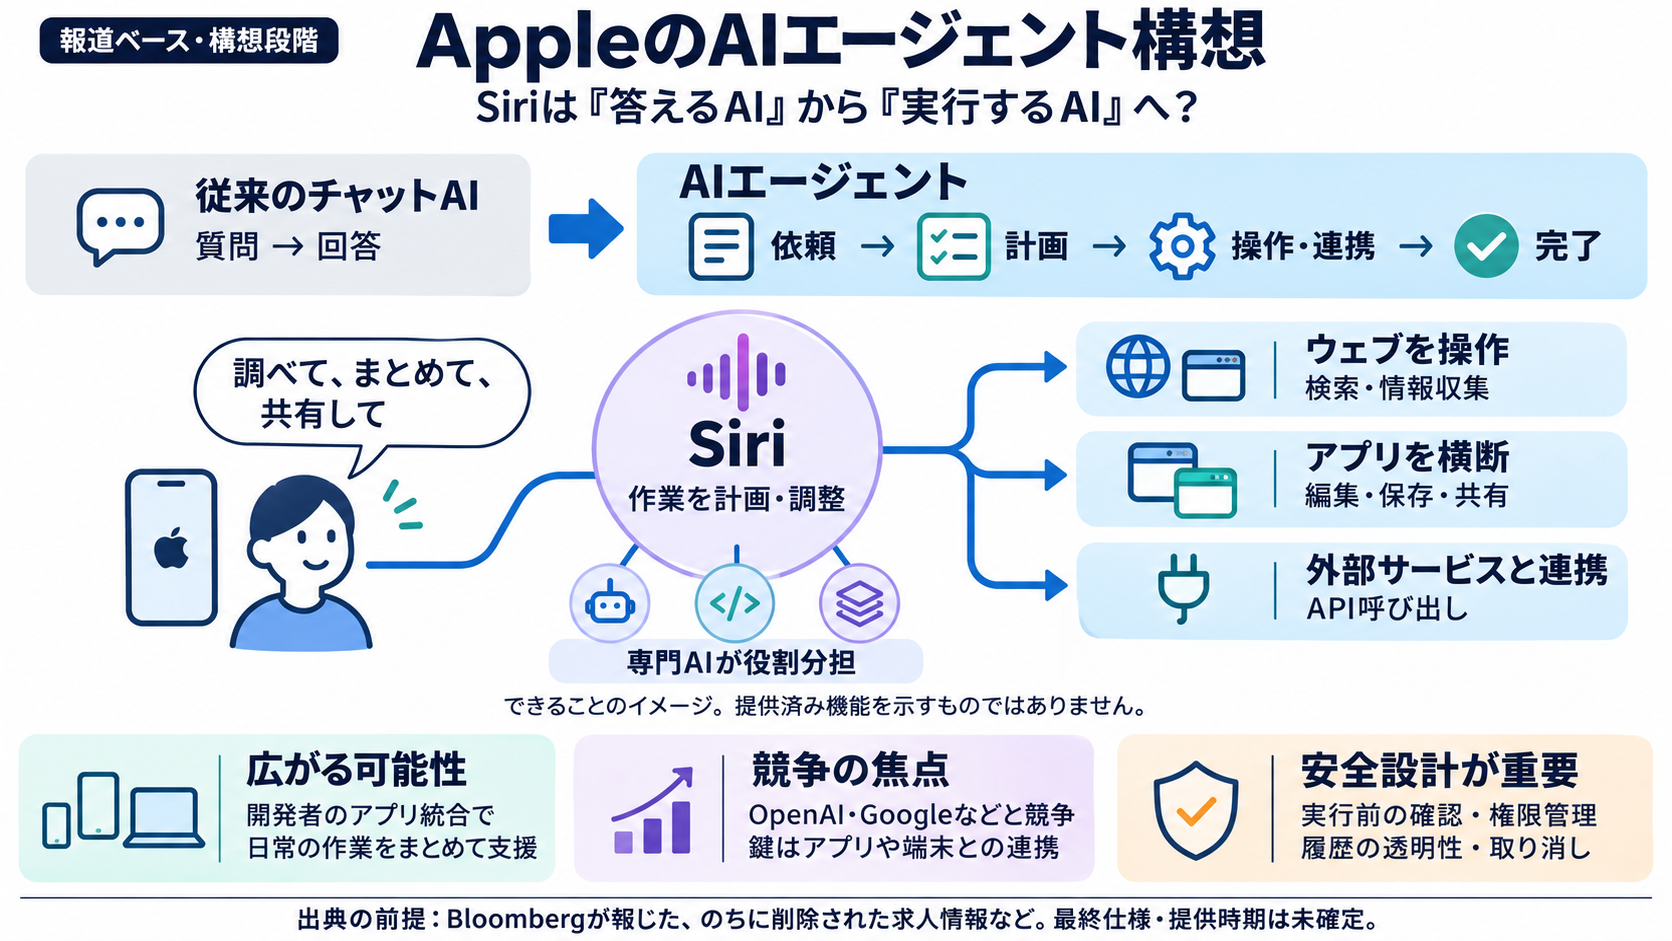 報道ベース・構想段階
AppleのAIエージェント構想
Siriは『答えるAI』から『実行するAI』へ？
従来のチャットAI
質問 → 回答
AIエージェント
依頼 → 計画 → 操作・連携 → 完了
調べて、まとめて、
共有して
Siri
作業を計画・調整
</>
専門AIが役割分担
ウェブを操作
検索・情報収集
アプリを横断
編集・保存・共有
外部サービスと連携
API呼び出し
できることのイメージ。提供済み機能を示すものではありません。
広がる可能性
開発者のアプリ統合で
日常の作業をまとめて支援
競争の焦点
OpenAI・Googleなどと競争
鍵はアプリや端末との連携
安全設計が重要
実行前の確認・権限管理
履歴の透明性・取り消し
出典の前提：Bloombergが報じた、のちに削除された求人情報など。最終仕様・提供時期は未確定。